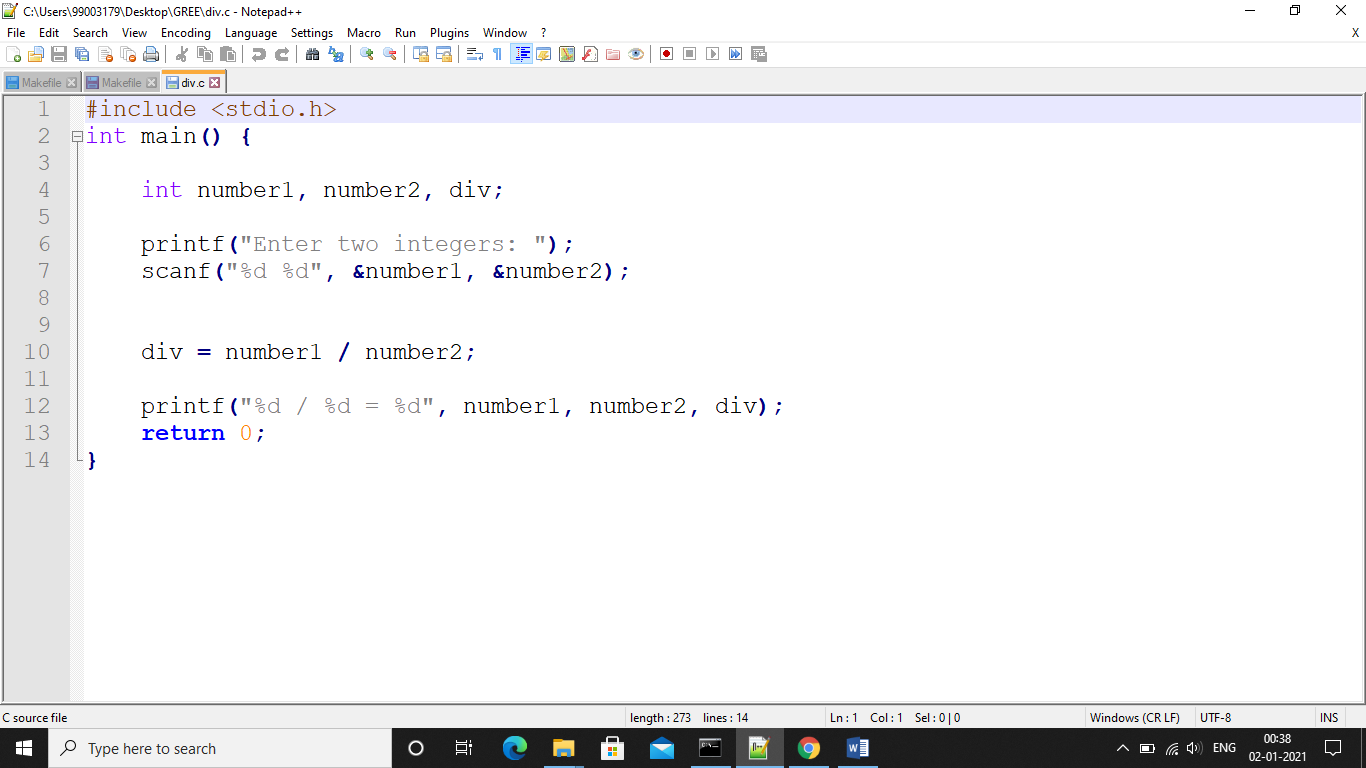 C:\Users\99003179\Desktop\GREE\div.c - Notepad++
File Edit Search View Encoding Language Settings Macro Run Plugins Window ? X
Makefile Makefile div.c
1 #include <stdio.h>
2 int main() {
3
4     int number1, number2, div;
5
6     printf("Enter two integers: ");
7     scanf("%d %d", &number1, &number2);
8
9
10     div = number1 / number2;
11
12     printf("%d / %d = %d", number1, number2, div);
13     return 0;
14 }
C source file length : 273 lines : 14 Ln : 1 Col : 1 Sel : 0 | 0 Windows (CR LF) UTF-8 INS
Type here to search ENG 00:38
02-01-2021